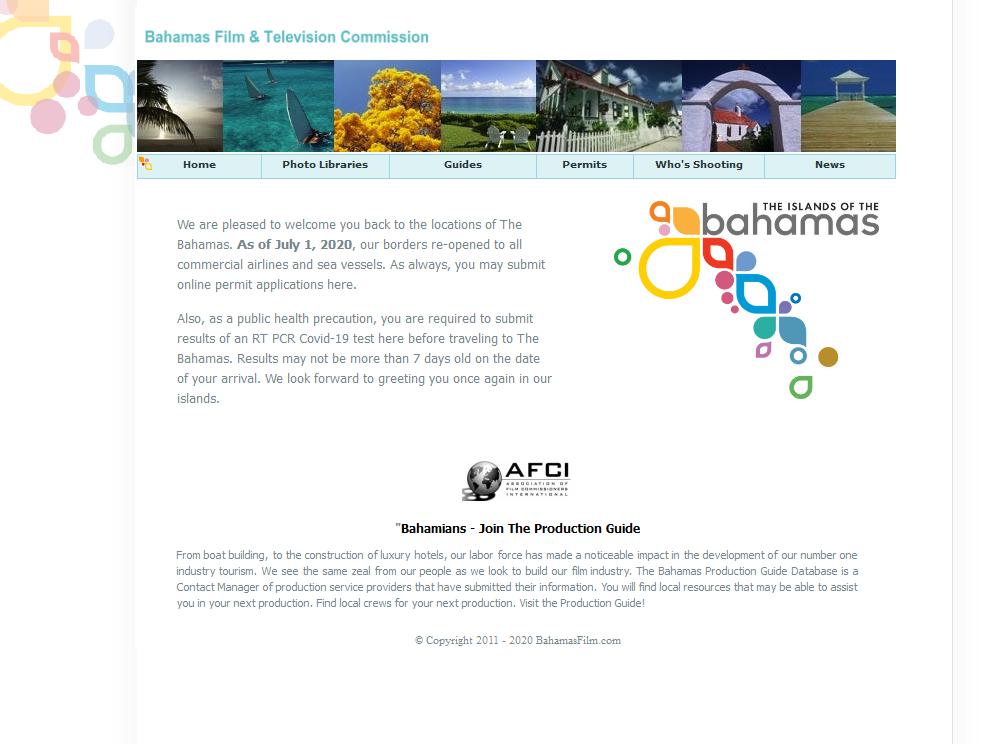 Bahamas Film & Television Commission
Home Photo Libraries Guides Permits Who's Shooting News
THE ISLANDS OF THE
bahamas
We are pleased to welcome you back to the locations of The
Bahamas. As of July 1, 2020, our borders re-opened to all
commercial airlines and sea vessels. As always, you may submit
online permit applications here.
Also, as a public health precaution, you are required to submit
results of an RT PCR Covid-19 test here before traveling to The
Bahamas. Results may not be more than 7 days old on the date
of your arrival. We look forward to greeting you once again in our
islands.
AFCI
ASSOCIATION OF
FILM COMMISSIONERS
INTERNATIONAL
"Bahamians - Join The Production Guide
From boat building, to the construction of luxury hotels, our labor force has made a noticeable impact in the development of our number one
industry tourism. We see the same zeal from our people as we look to build our film industry. The Bahamas Production Guide Database is a
Contact Manager of production service providers that have submitted their information. You will find local resources that may be able to assist
you in your next production. Find local crews for your next production. Visit the Production Guide!
© Copyright 2011 - 2020 BahamasFilm.com